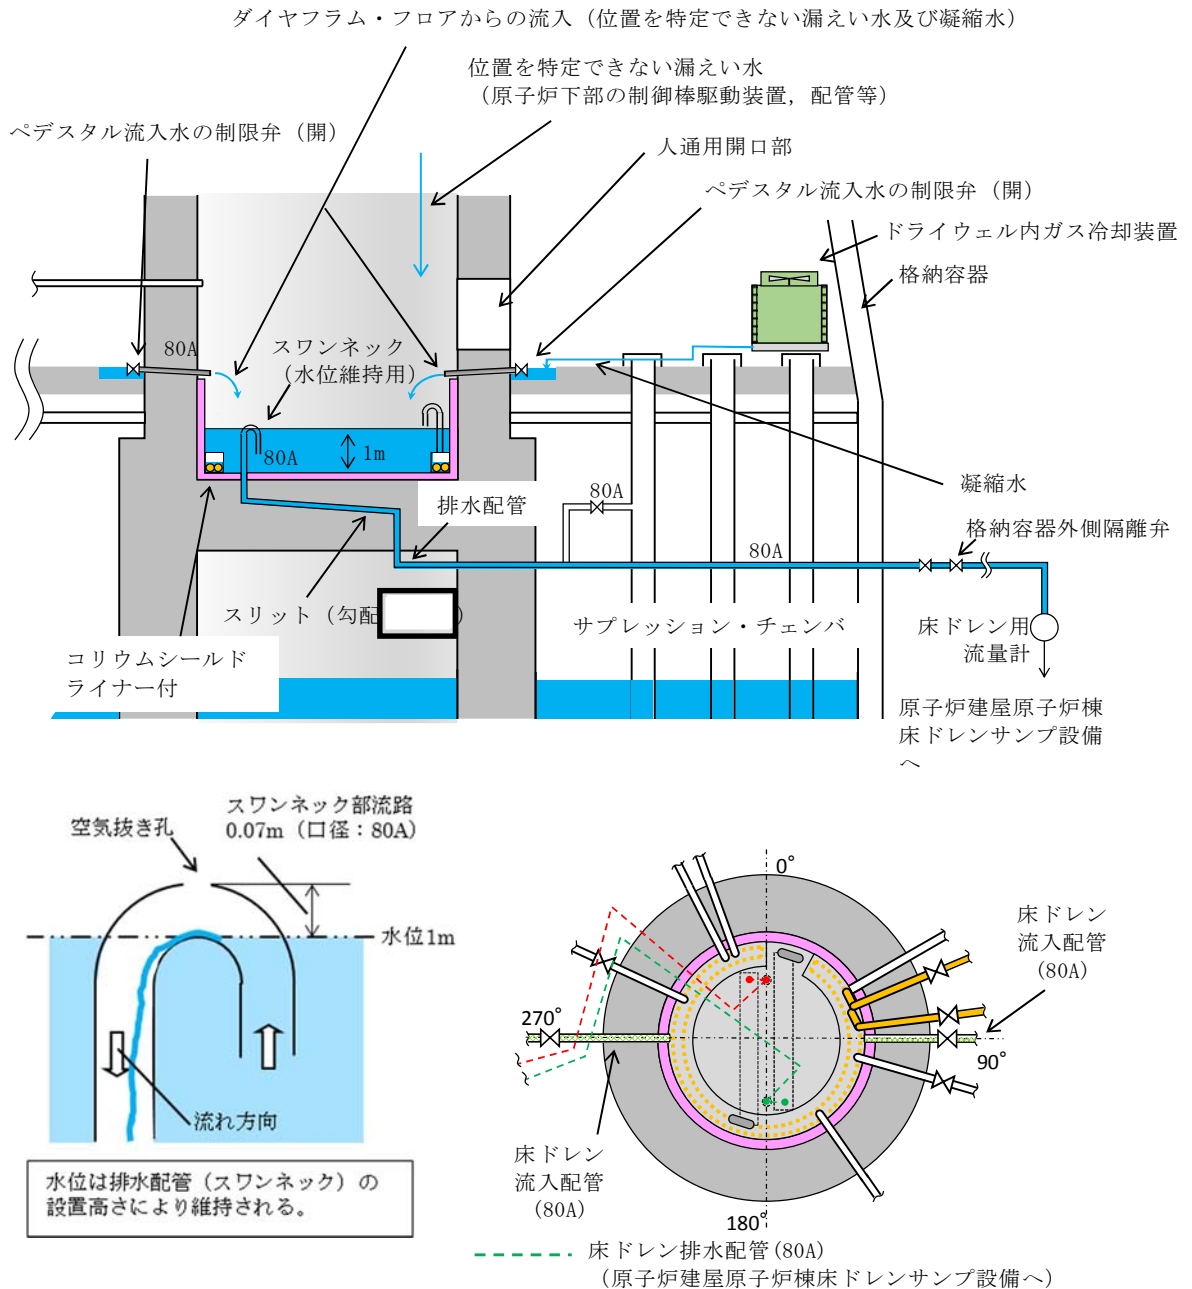 ダイヤフラム・フロアからの流入（位置を特定できない漏えい水及び凝縮水）
位置を特定できない漏えい水
（原子炉下部の制御棒駆動装置，配管等）
ペデスタル流入水の制限弁（開）
人通用開口部
ペデスタル流入水の制限弁（開）
ドライウェル内ガス冷却装置
格納容器
80A
スワンネック
（水位維持用）
80A
1m
80A
凝縮水
排水配管
格納容器外側隔離弁
80A
スリット（勾配
）
サプレッション・チェンバ
床ドレン用
流量計
コリウムシールド
ライナー付
原子炉建屋原子炉棟
床ドレンサンプ設備
へ
スワンネック部流路
0.07m（口径：80A）
空気抜き孔
水位1m
流れ方向
水位は排水配管（スワンネック）の
設置高さにより維持される。
0°
床ドレン
流入配管
(80A)
270°
90°
床ドレン
流入配管
(80A)
180°
床ドレン排水配管(80A)
（原子炉建屋原子炉棟床ドレンサンプ設備へ）